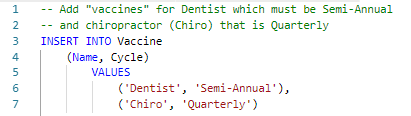 1 -- Add "vaccines" for Dentist which must be Semi-Annual
2 -- and chiropractor (Chiro) that is Quarterly
3 INSERT INTO Vaccine
4 (Name, Cycle)
5 VALUES
6 ('Dentist', 'Semi-Annual'),
7 ('Chiro', 'Quarterly')